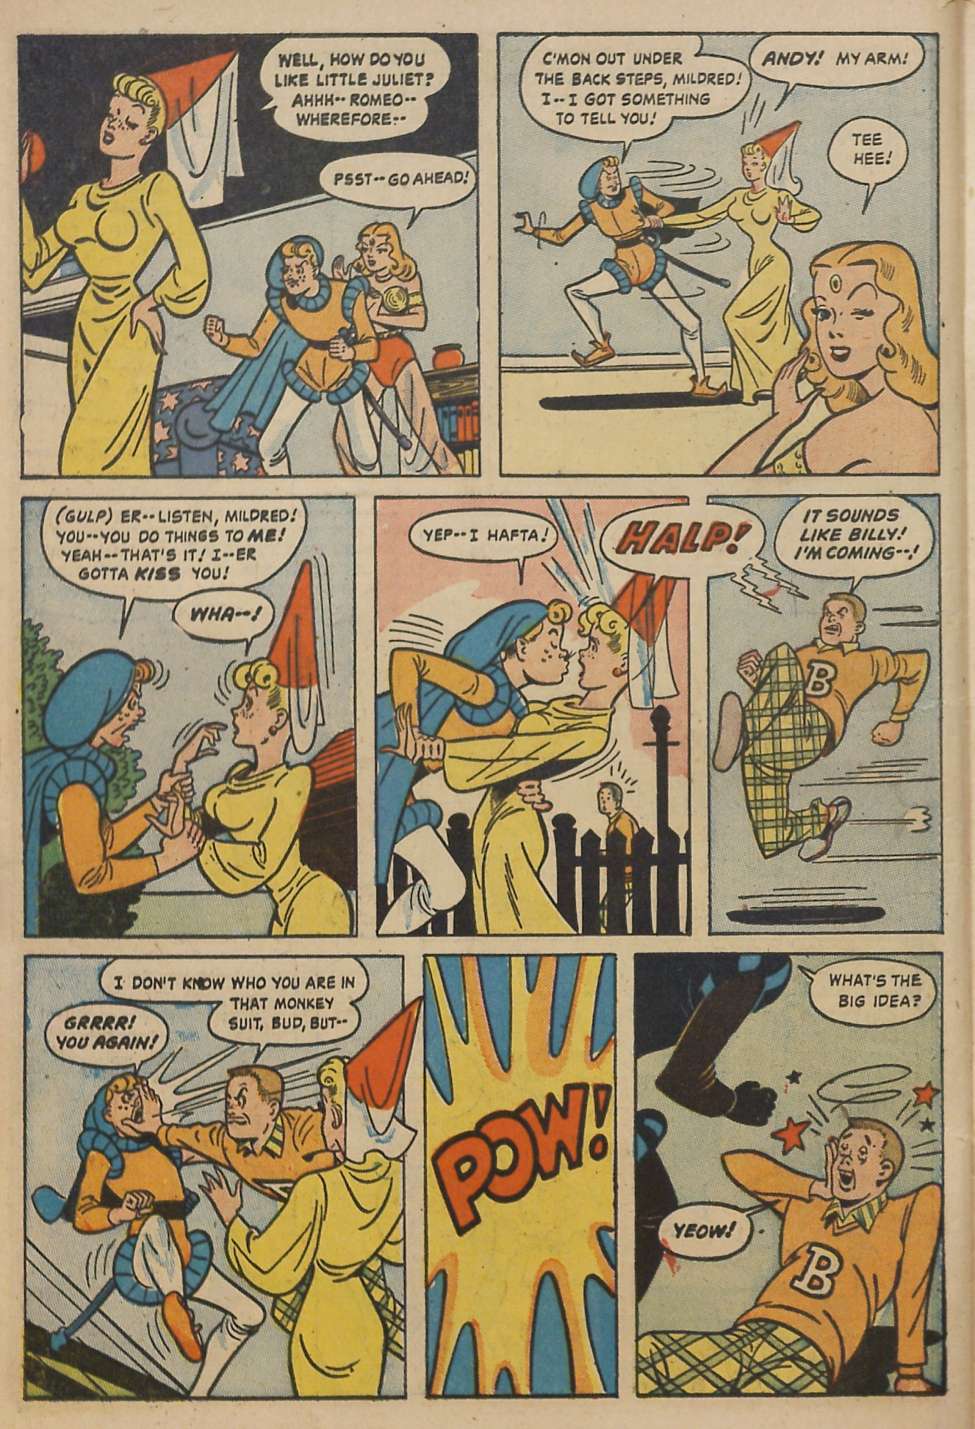 WELL, HOW DO YOU
LIKE LITTLE JULIET?
AHHH-- ROMEO--
WHEREFORE--
PSST-- GO AHEAD!
C'MON OUT UNDER
THE BACK STEPS, MILDRED!
I--I GOT SOMETHING
TO TELL YOU!
ANDY! MY ARM!
TEE
HEE!
(GULP) ER-- LISTEN, MILDRED!
YOU--YOU DO THINGS TO ME!
YEAH--THAT'S IT! I--ER
GOTTA KISS YOU!
WHA--!
YEP--I HAFTA!
HALP!
IT SOUNDS
LIKE BILLY!
I'M COMING--!
B
GRRRR!
YOU AGAIN!
I DON'T KNOW WHO YOU ARE IN
THAT MONKEY
SUIT, BUD, BUT--
POW!
WHAT'S THE
BIG IDEA?
YEOW!
B